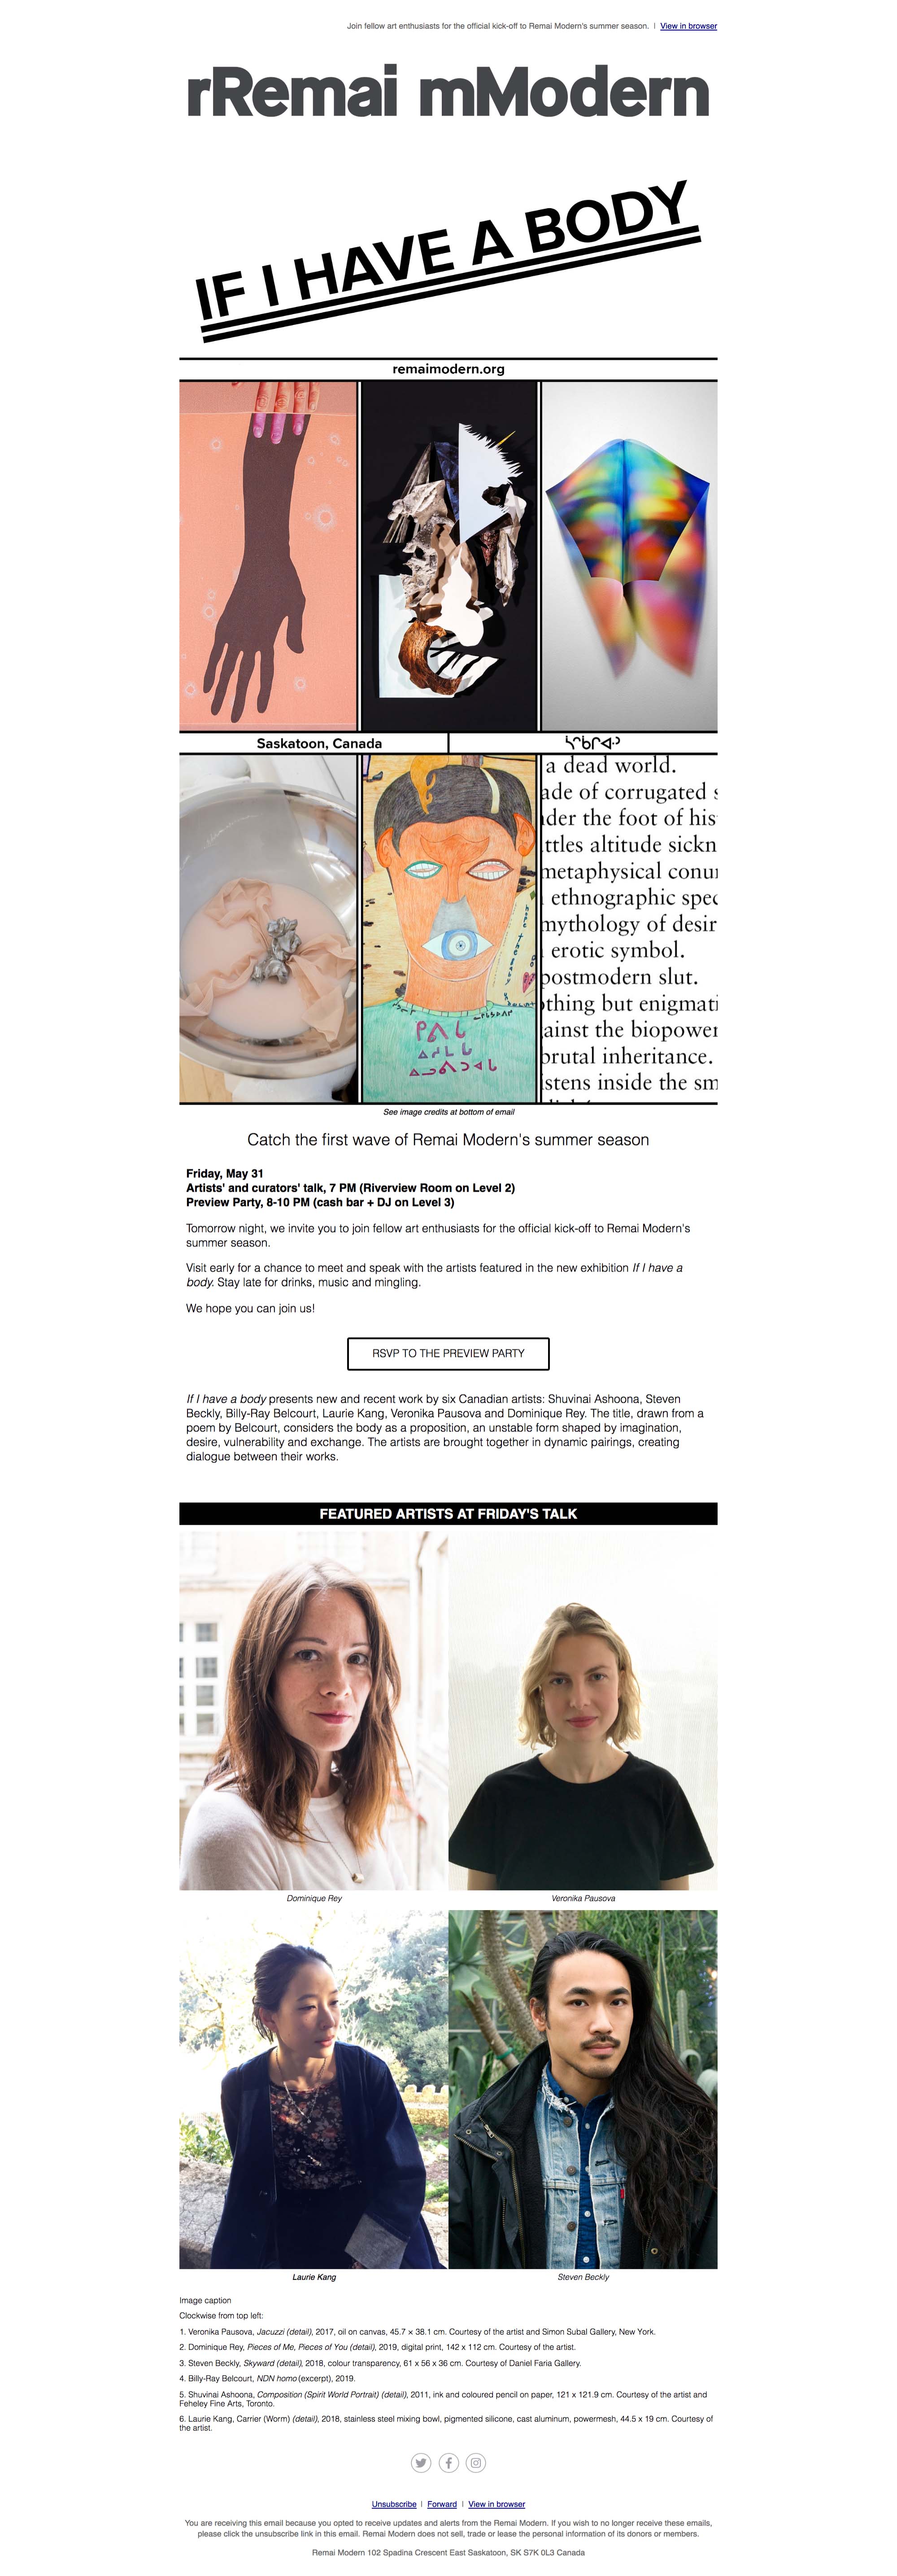 Join fellow art enthusiasts for the official kick-off to Remai Modern's summer season. | View in browser
rRemai mModern
IF I HAVE A BODY
remaimodern.org
Saskatoon, Canada
a dead world.
ade of corrugated s
der the foot of his
ttles altitude sickn
metaphysical conu
ethnographic spec
mythology of desir
erotic symbol.
postmodern slut.
othing but enigmati
ainst the biopower
brutal inheritance.
istens inside the sm
See image credits at bottom of email
Catch the first wave of Remai Modern's summer season
Friday, May 31
Artists' and curators' talk, 7 PM (Riverview Room on Level 2)
Preview Party, 8-10 PM (cash bar + DJ on Level 3)
Tomorrow night, we invite you to join fellow art enthusiasts for the official kick-off to Remai Modern's
summer season.
Visit early for a chance to meet and speak with the artists featured in the new exhibition If I have a
body. Stay late for drinks, music and mingling.
We hope you can join us!
RSVP TO THE PREVIEW PARTY
If I have a body presents new and recent work by six Canadian artists: Shuvinai Ashoona, Steven
Beckly, Billy-Ray Belcourt, Laurie Kang, Veronika Pausova and Dominique Rey. The title, drawn from a
poem by Belcourt, considers the body as a proposition, an unstable form shaped by imagination,
desire, vulnerability and exchange. The artists are brought together in dynamic pairings, creating
dialogue between their works.
FEATURED ARTISTS AT FRIDAY'S TALK
Dominique Rey
Veronika Pausova
Laurie Kang
Steven Beckly
Image caption
Clockwise from top left:
1. Veronika Pausova, Jacuzzi (detail), 2017, oil on canvas, 45.7 × 38.1 cm. Courtesy of the artist and Simon Subal Gallery, New York.
2. Dominique Rey, Pieces of Me, Pieces of You (detail), 2019, digital print, 142 x 112 cm. Courtesy of the artist.
3. Steven Beckly, Skyward (detail), 2018, colour transparency, 61 x 56 x 36 cm. Courtesy of Daniel Faria Gallery.
4. Billy-Ray Belcourt, NDN homo (excerpt), 2019.
5. Shuvinai Ashoona, Composition (Spirit World Portrait) (detail), 2011, ink and coloured pencil on paper, 121 x 121.9 cm. Courtesy of the artist and
Feheley Fine Arts, Toronto.
6. Laurie Kang, Carrier (Worm) (detail), 2018, stainless steel mixing bowl, pigmented silicone, cast aluminum, powermesh, 44.5 x 19 cm. Courtesy of
the artist.
Unsubscribe | Forward | View in browser
You are receiving this email because you opted to receive updates and alerts from the Remai Modern. If you wish to no longer receive these emails,
please click the unsubscribe link in this email. Remai Modern does not sell, trade or lease the personal information of its donors or members.
Remai Modern 102 Spadina Crescent East Saskatoon, SK S7K 0L3 Canada